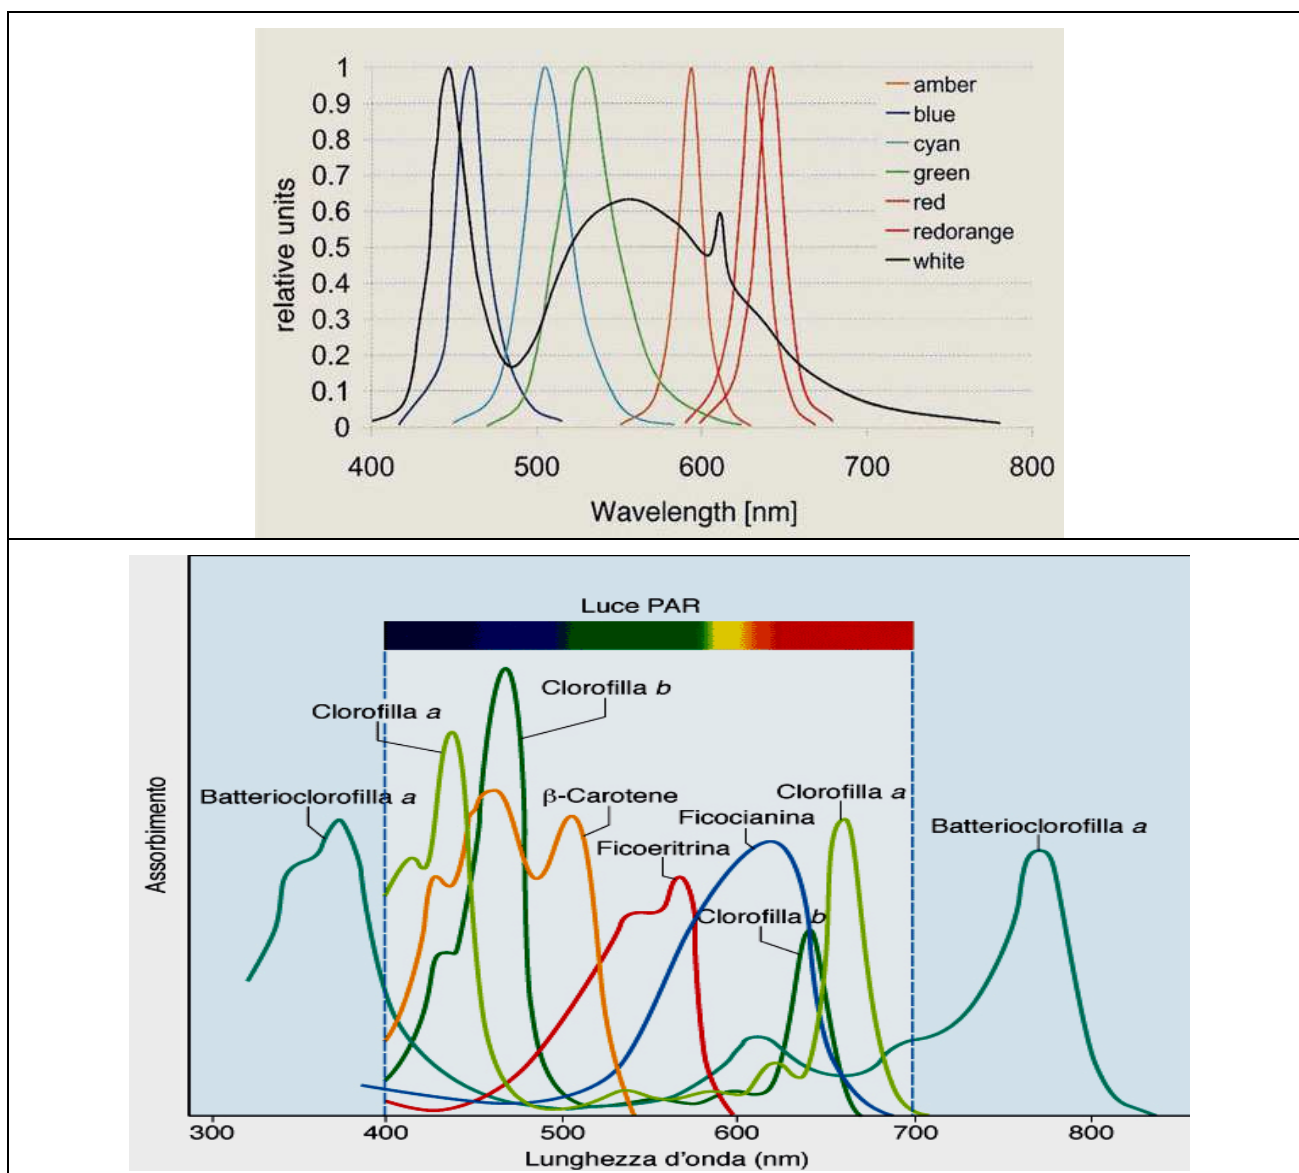 1
0.9
0.8
0.7
0.6
0.5
0.4
0.3
0.2
0.1
0
relative units
amber
blue
cyan
green
red
redorange
white
400 500 600 700 800
Wavelength [nm]
Luce PAR
Clorofilla b
Clorofilla a
Batterioclorofilla a
β-Carotene
Clorofilla a
Ficocianina
Batterioclorofilla a
Ficoeritrina
Clorofilla b
Assorbimento
300 400 500 600 700 800
Lunghezza d'onda (nm)